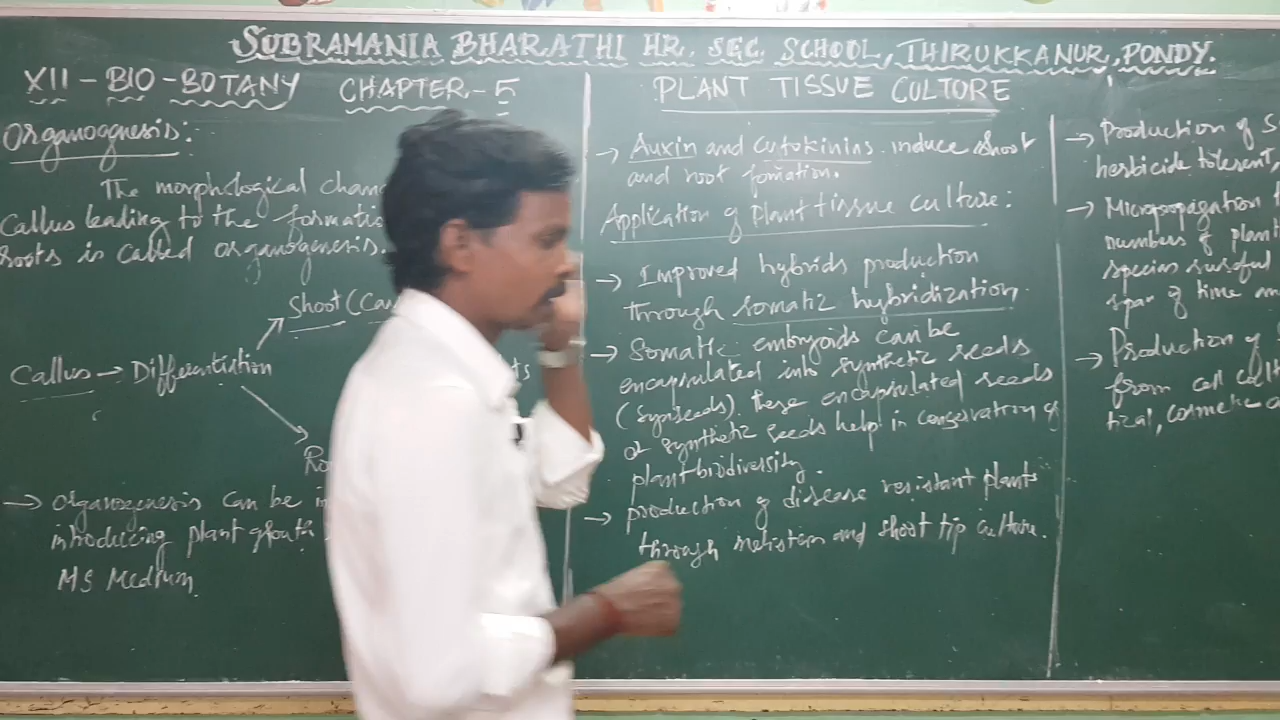 SUBRAMANIA BHARATHI HR. SEC. SCHOOL, THIRUKKANUR, PONDY.
XII - BIO - BOTANY CHAPTER - 5
PLANT TISSUE CULTORE
Organogenesis:
The morphological chan
Callus leading to the formatio
roots is called organogenesis.
Shoot (Cau
Callus → Differentiation
Ro
→ Organogenesis can be in
introducing plant growth
MS Medium
→ Auxin and cytokinins induce shoot
and root formation.
Application of plant tissue culture:
→ Improved hybrids production
through somatic hybridization.
→ Somatic embryoids can be
encapsulated into synthetic seeds
(synseeds). These encapsulated seeds
or synthetic seeds help in conservation of
plant biodiversity.
→ production of disease resistant plants
through meristem and shoot tip culture.
→ Production of s
herbicide tolerent,
→ Micropropagation
numbers of plant
species
span of time an
→ Production of
from cell cult
tical, cosmetic a